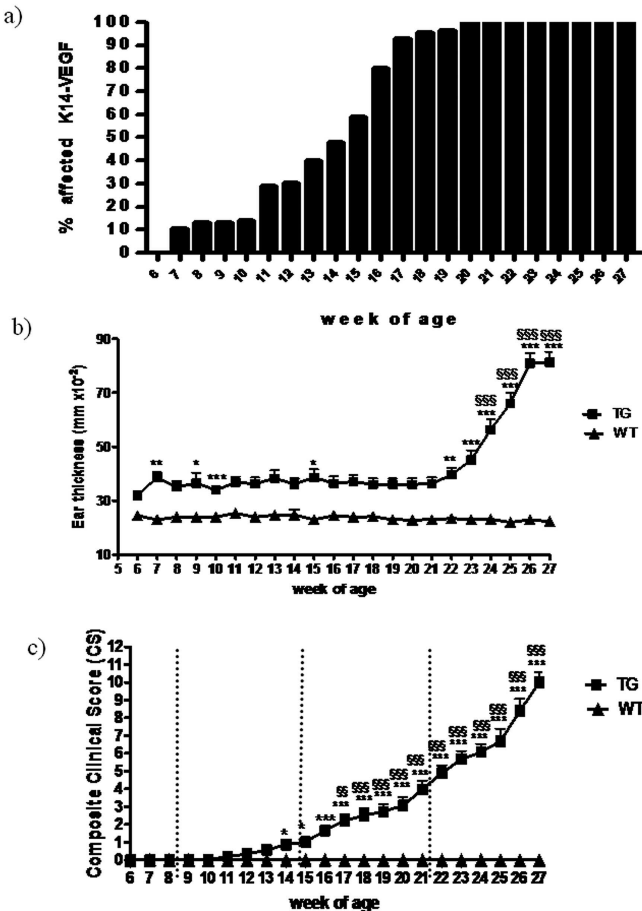 a)
% affected K14-VEGF
100
90
80
70
60
50
40
30
20
10
0
6 7 8 9 10 11 12 13 14 15 16 17 18 19 20 21 22 23 24 25 26 27
week of age
b)
Ear thickness (mm x10-2)
90
70
50
30
10
** * *** * ** *** §§§ *** §§§ *** §§§ *** §§§ ***
TG
WT
5 6 7 8 9 10 11 12 13 14 15 16 17 18 19 20 21 22 23 24 25 26 27
week of age
c)
Composite Clinical Score (CS)
12
11
10
9
8
7
6
5
4
3
2
1
0
* * *** §§ *** §§§ *** §§§ *** §§§ *** §§§ *** §§§ *** §§§ *** §§§ *** §§§ *** §§§ *** §§§ ***
TG
WT
6 7 8 9 10 11 12 13 14 15 16 17 18 19 20 21 22 23 24 25 26 27
week of age